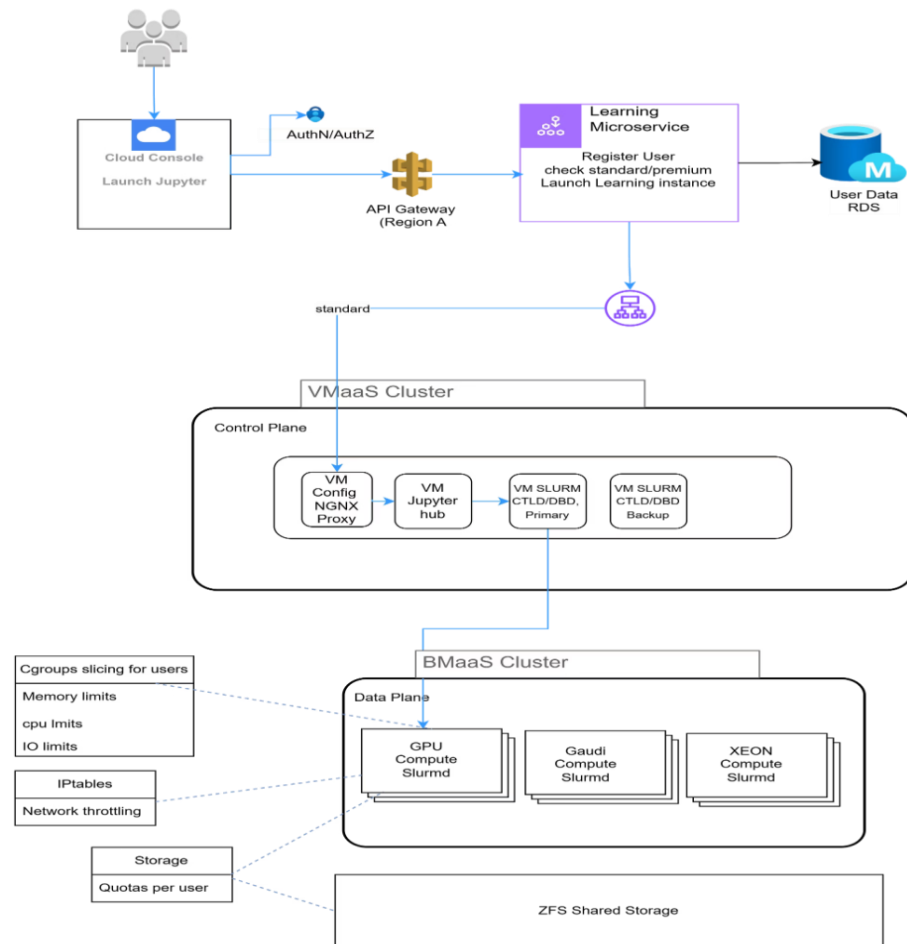 Cloud Console
Launch Jupyter
AuthN/AuthZ
API Gateway
(Region A
Learning
Microservice
Register User
check standard/premium
Launch Learning instance
M
User Data
RDS
standard
VMaaS Cluster
Control Plane
VM
Config
NGNX
Proxy
VM
Jupyter
hub
VM SLURM
CTLD/DBD,
Primary
VM SLURM
CTLD/DBD
Backup
BMaaS Cluster
Data Plane
GPU
Compute
Slurmd
Gaudi
Compute
Slurmd
XEON
Compute
Slurmd
Cgroups slicing for users
Memory limits
cpu lmits
IO limits
IPtables
Network throttling
Storage
Quotas per user
ZFS Shared Storage